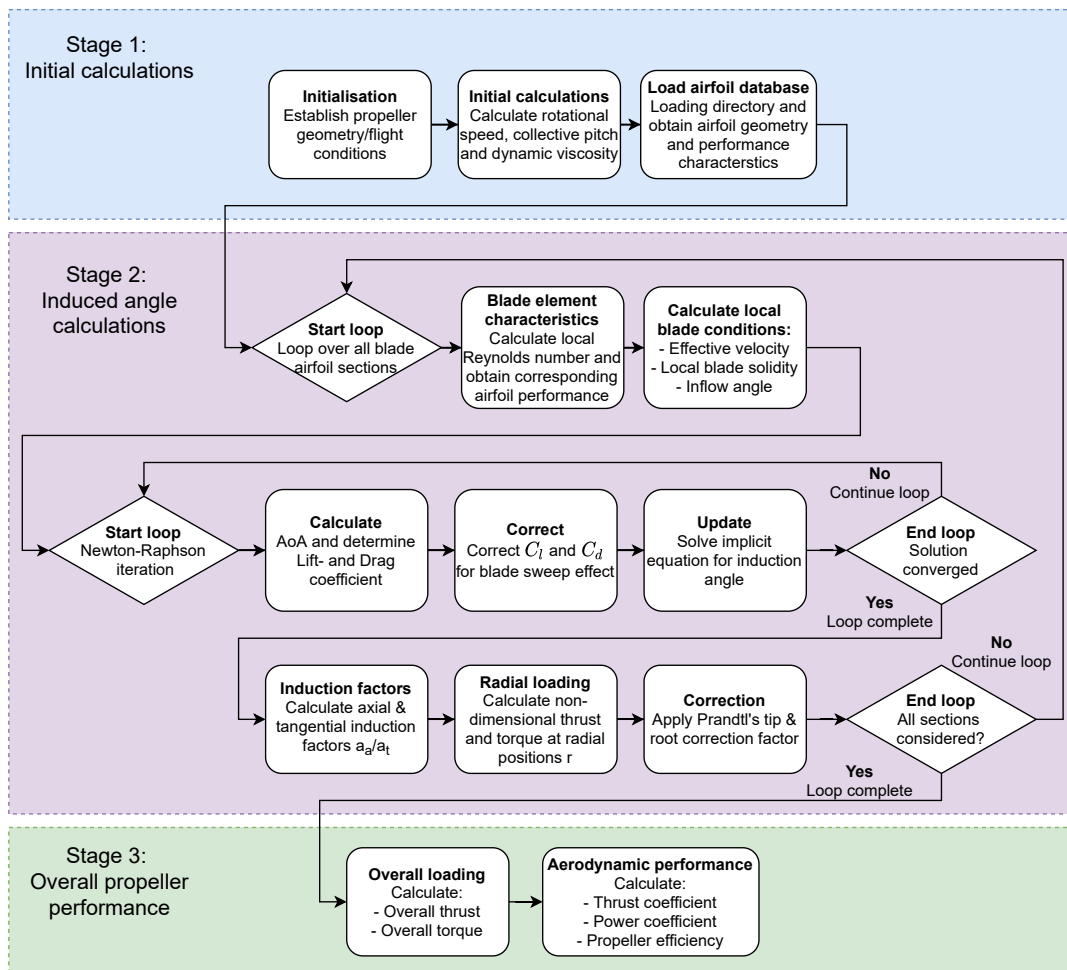 Stage 1:
Initial calculations
Initialisation
Establish propeller
geometry/flight
conditions
Initial calculations
Calculate rotational
speed, collective pitch
and dynamic viscosity
Load airfoil database
Loading directory and
obtain airfoil geometry
and performance
characterstics
Stage 2:
Induced angle
calculations
Start loop
Loop over all blade
airfoil sections
Blade element
characteristics
Calculate local
Reynolds number and
obtain corresponding
airfoil performance
Calculate local
blade conditions:
- Effective velocity
- Local blade solidity
- Inflow angle
Start loop
Newton-Raphson
iteration
Calculate
AoA and determine
Lift- and Drag
coefficient
Correct
Correct C_l and C_d
for blade sweep effect
Update
Solve implicit
equation for induction
angle
No
Continue loop
End loop
Solution
converged
Yes
Loop complete
Induction factors
Calculate axial &
tangential induction
factors a_a/a_t
Radial loading
Calculate non-
dimensional thrust
and torque at radial
positions r
Correction
Apply Prandtl's tip &
root correction factor
No
Continue loop
End loop
All sections
considered?
Yes
Loop complete
Stage 3:
Overall propeller
performance
Overall loading
Calculate:
- Overall thrust
- Overall torque
Aerodynamic performance
Calculate:
- Thrust coefficient
- Power coefficient
- Propeller efficiency